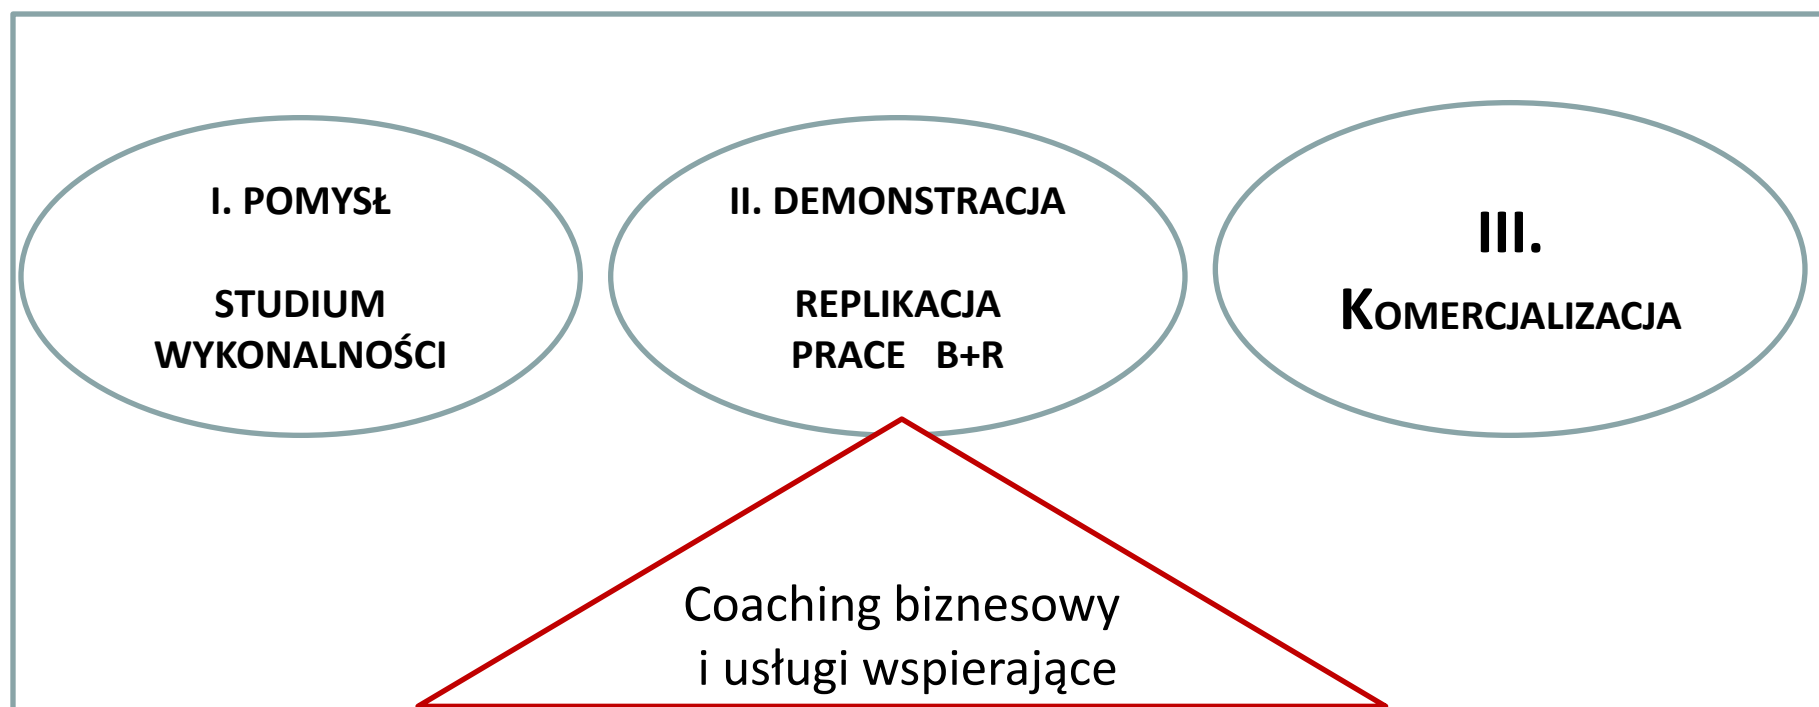 I. POMYSŁ
STUDIUM
WYKONALNOŚCI
II. DEMONSTRACJA
REPLIKACJA
PRACE B+R
III.
KOMERCJALIZACJA
Coaching biznesowy
i usługi wspierające